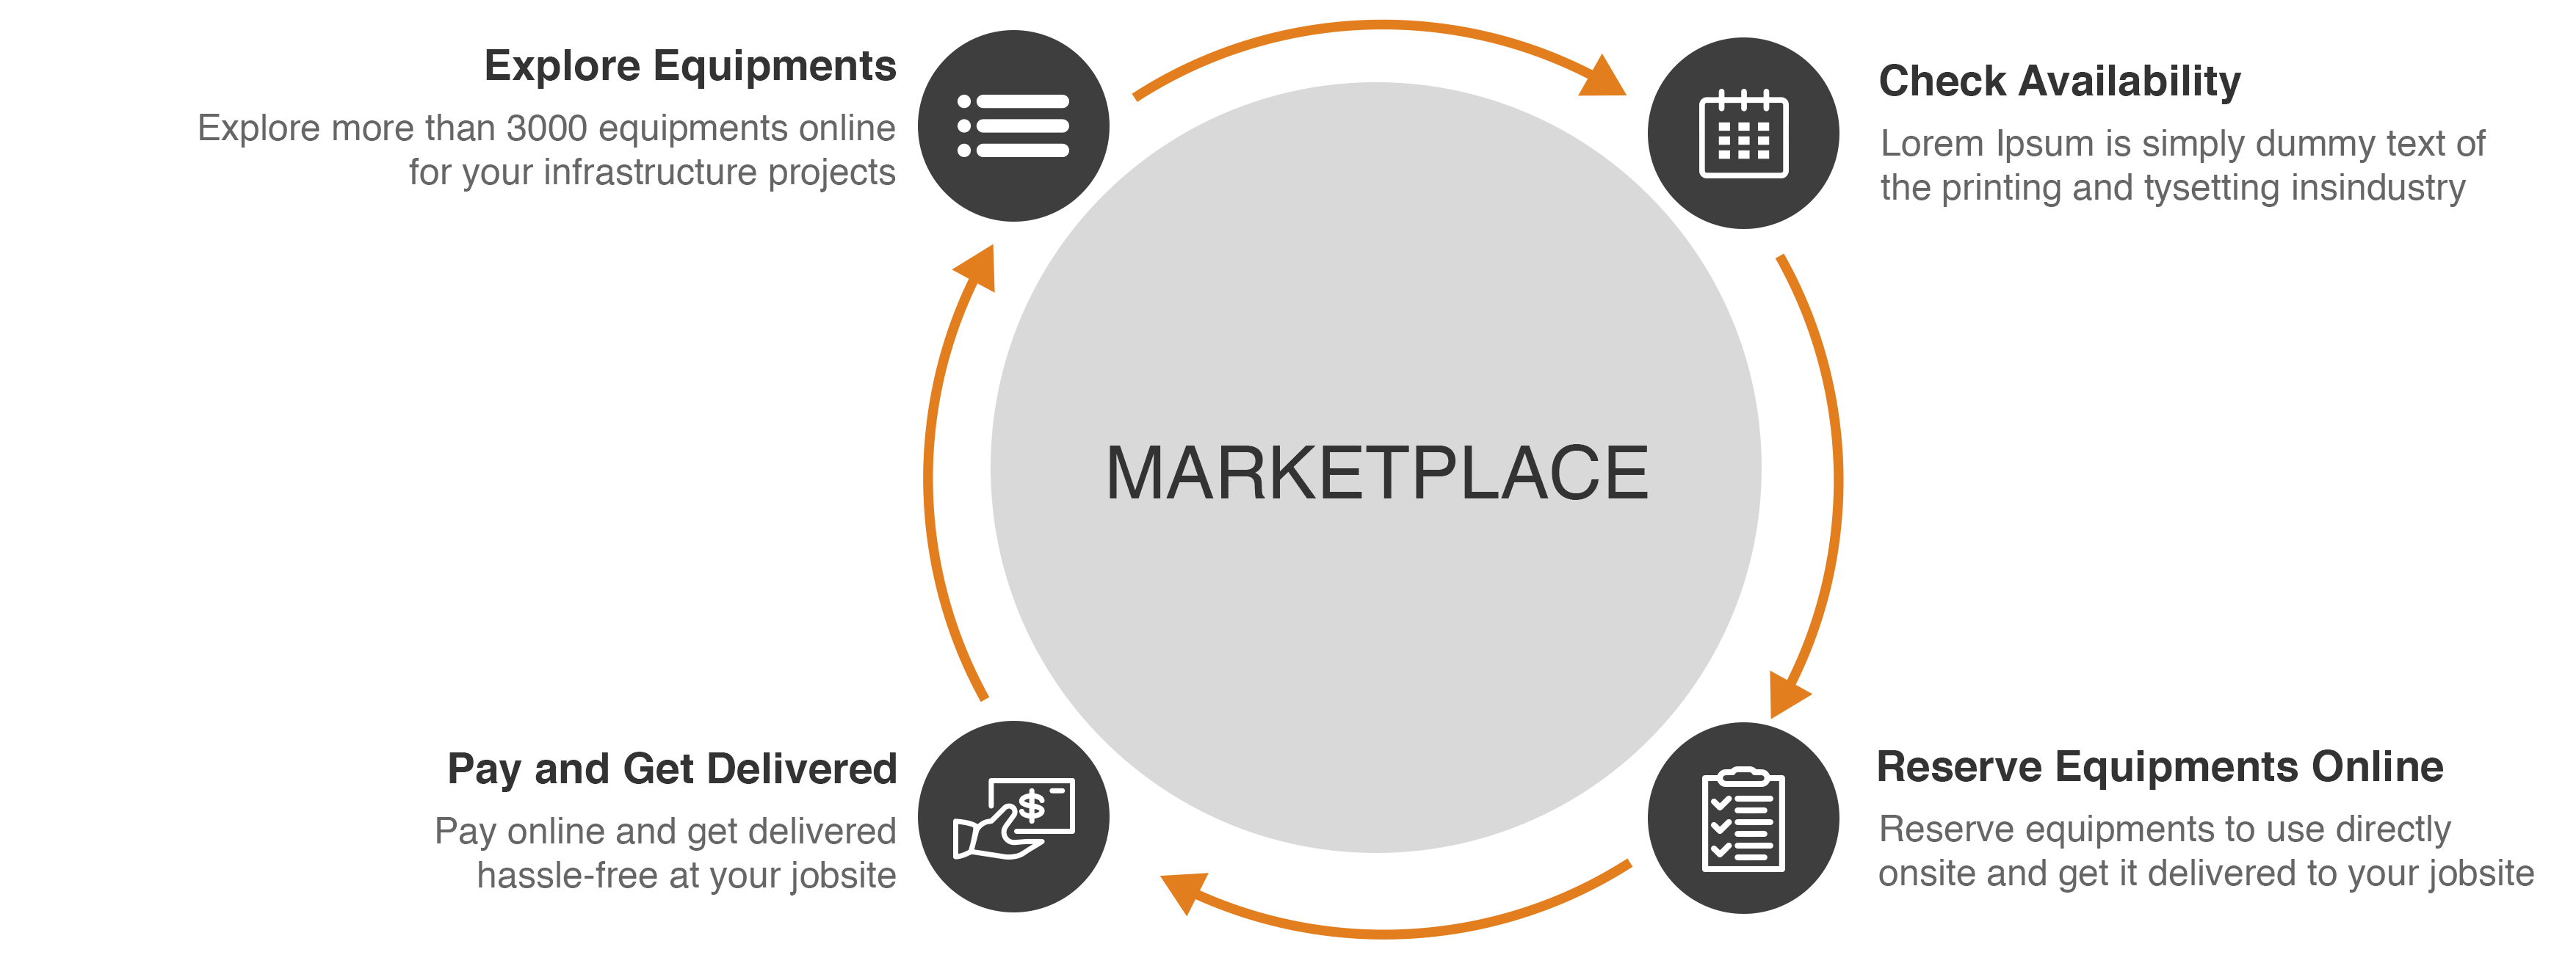 Explore Equipments
Explore more than 3000 equipments online
for your infrastructure projects
Check Availability
Lorem Ipsum is simply dummy text of
the printing and tysetting insindustry
MARKETPLACE
Reserve Equipments Online
Reserve equipments to use directly
onsite and get it delivered to your jobsite
Pay and Get Delivered
Pay online and get delivered
hassle-free at your jobsite
$